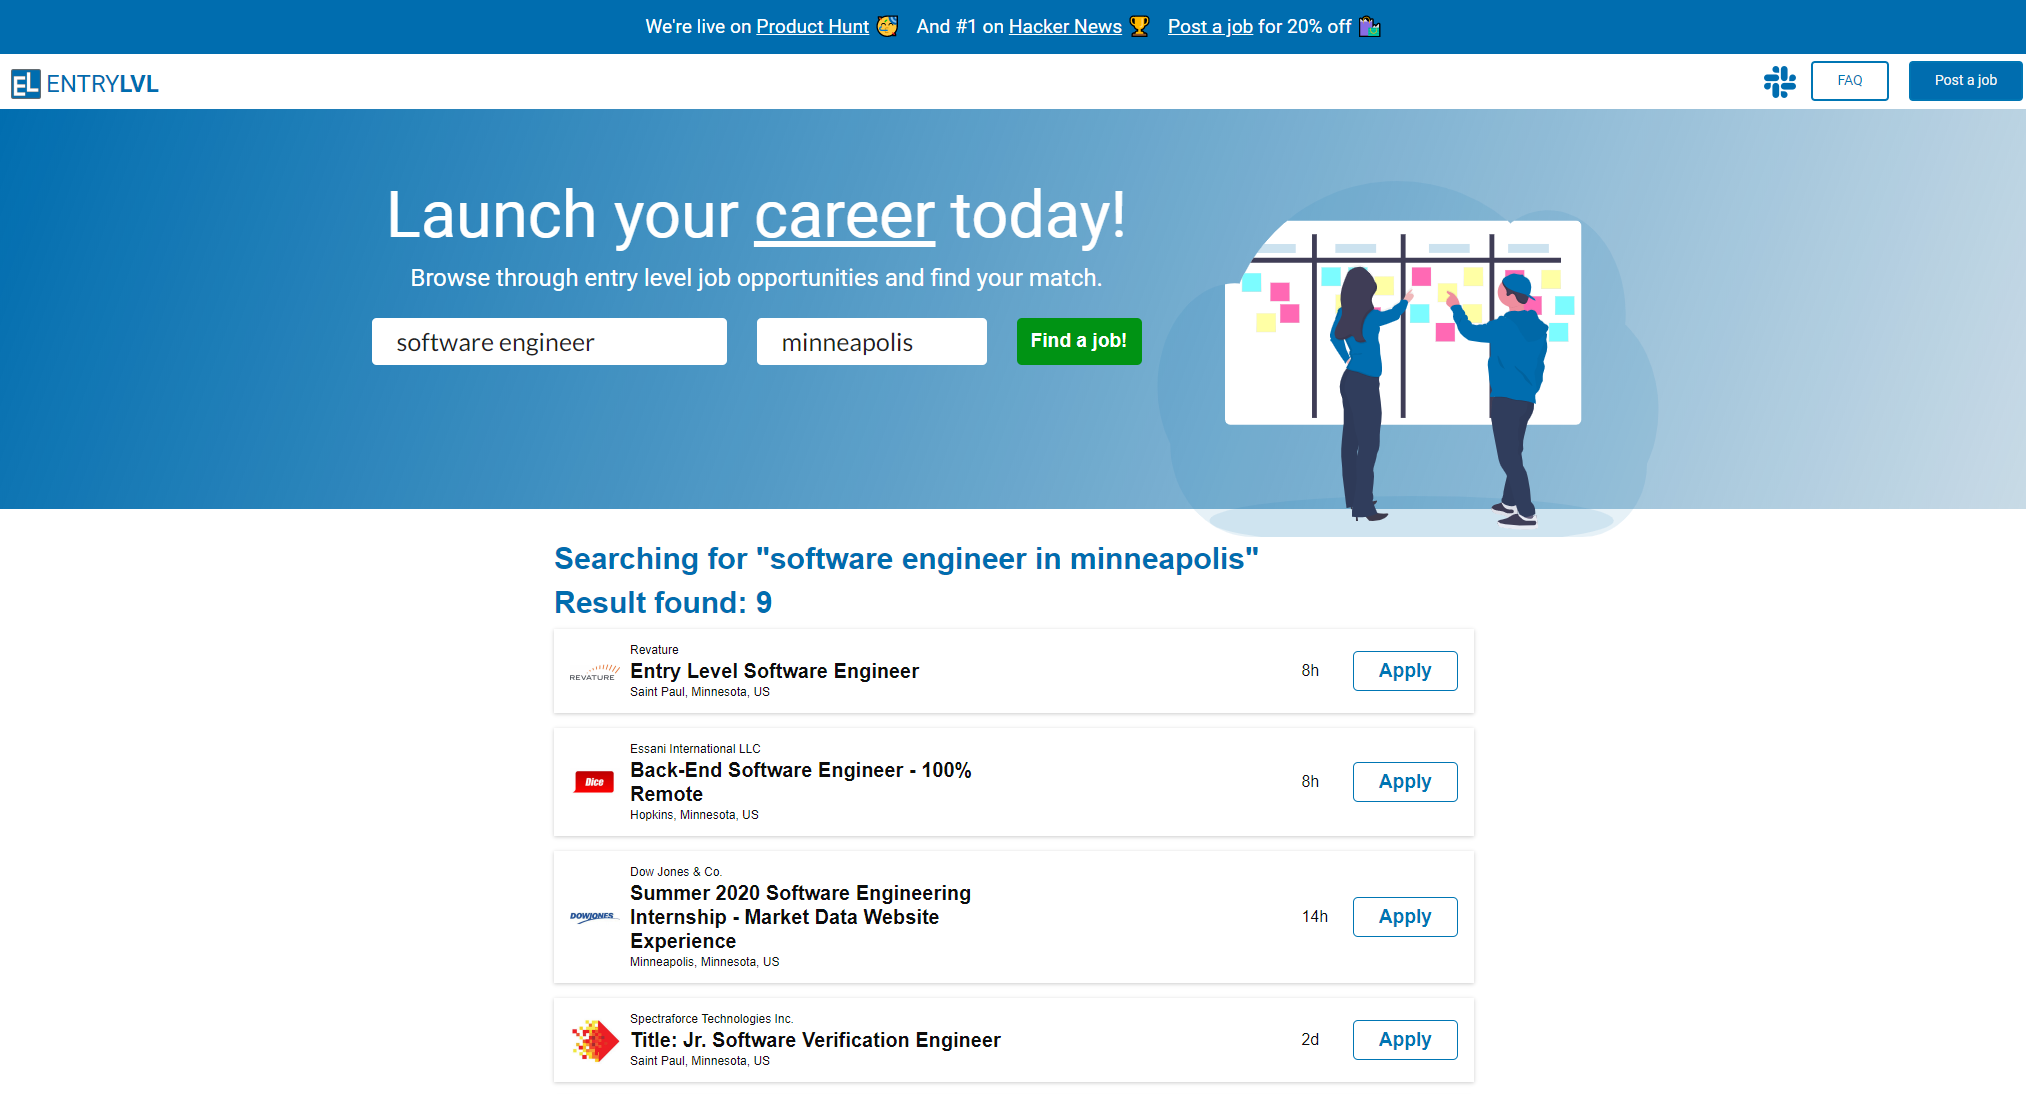 We're live on Product Hunt 🥳 And #1 on Hacker News 🏆 Post a job for 20% off 🛍️
EL ENTRYLVL
FAQ
Post a job
Launch your career today!
Browse through entry level job opportunities and find your match.
software engineer
minneapolis
Find a job!
Searching for "software engineer in minneapolis"
Result found: 9
REVATURE
Revature
Entry Level Software Engineer
Saint Paul, Minnesota, US
8h
Apply
Dice
Essani International LLC
Back-End Software Engineer - 100%
Remote
Hopkins, Minnesota, US
8h
Apply
DOWJONES
Dow Jones & Co.
Summer 2020 Software Engineering
Internship - Market Data Website
Experience
Minneapolis, Minnesota, US
14h
Apply
Spectraforce Technologies Inc.
Title: Jr. Software Verification Engineer
Saint Paul, Minnesota, US
2d
Apply